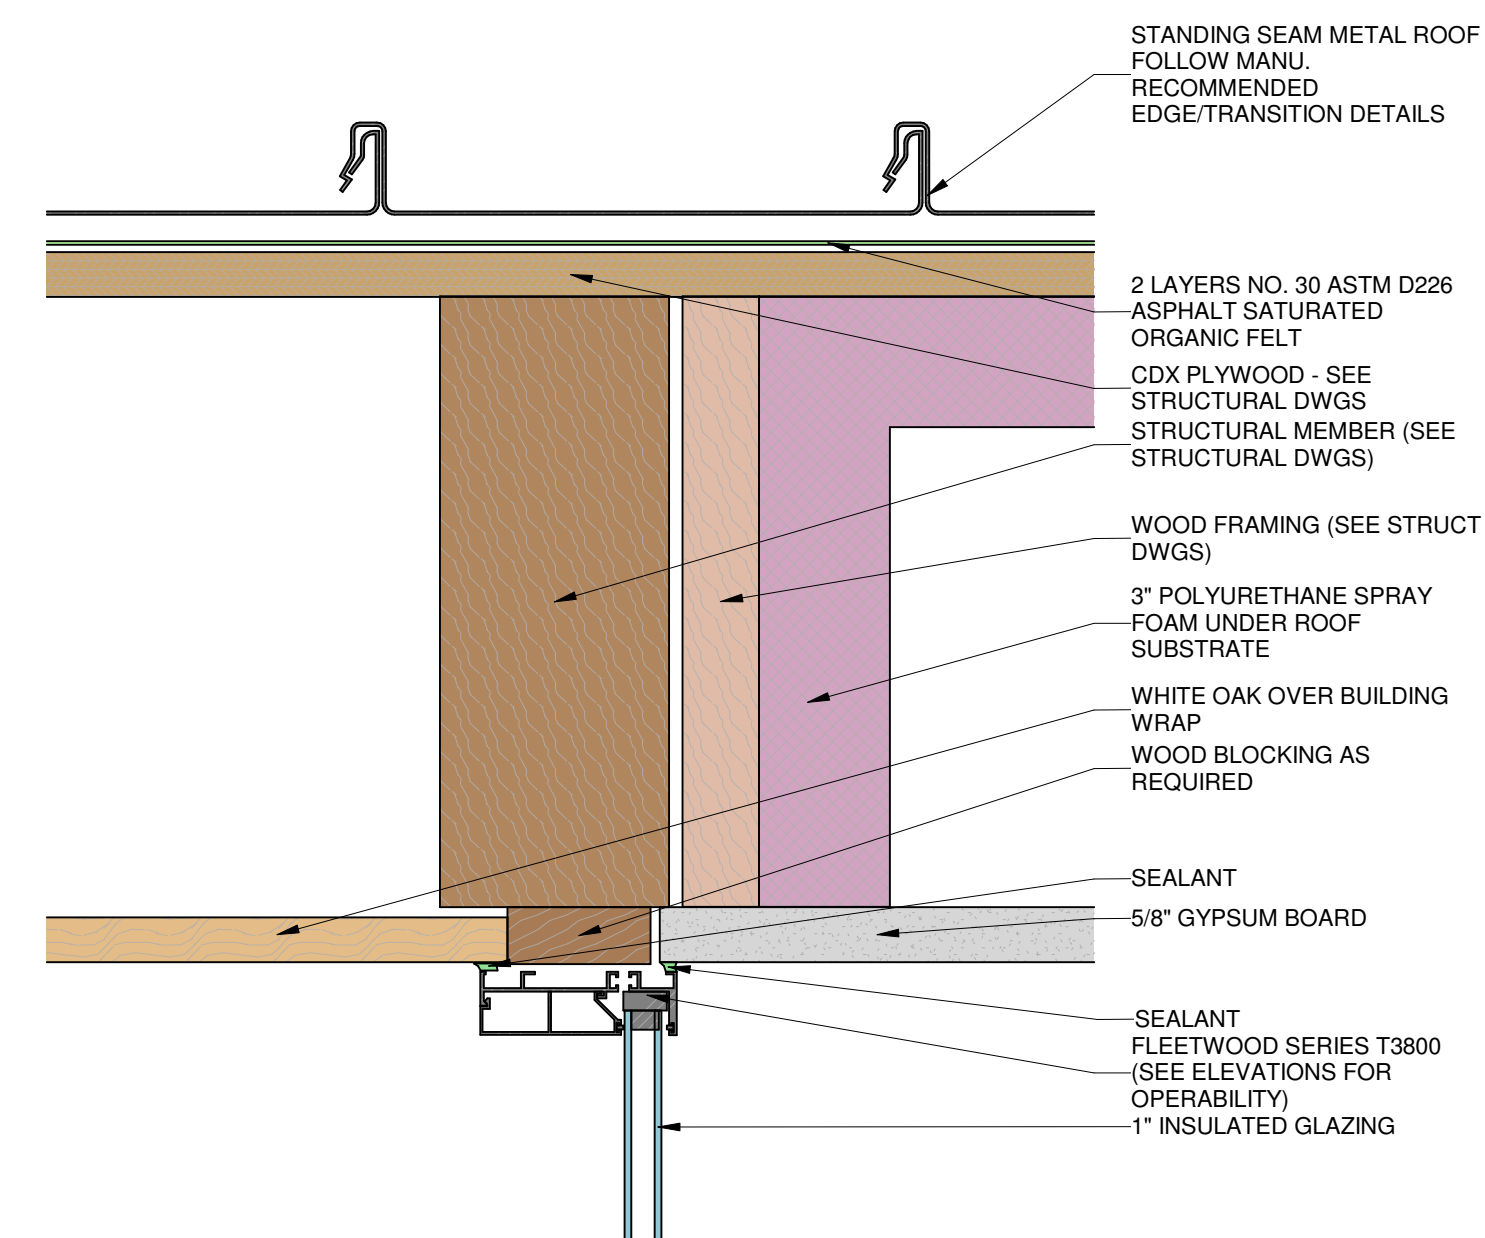 STANDING SEAM METAL ROOF
FOLLOW MANU.
RECOMMENDED
EDGE/TRANSITION DETAILS
2 LAYERS NO. 30 ASTM D226
ASPHALT SATURATED
ORGANIC FELT
CDX PLYWOOD - SEE
STRUCTURAL DWGS
STRUCTURAL MEMBER (SEE
STRUCTURAL DWGS)
WOOD FRAMING (SEE STRUCT
DWGS)
3" POLYURETHANE SPRAY
FOAM UNDER ROOF
SUBSTRATE
WHITE OAK OVER BUILDING
WRAP
WOOD BLOCKING AS
REQUIRED
SEALANT
5/8" GYPSUM BOARD
SEALANT
FLEETWOOD SERIES T3800
(SEE ELEVATIONS FOR
OPERABILITY)
1" INSULATED GLAZING